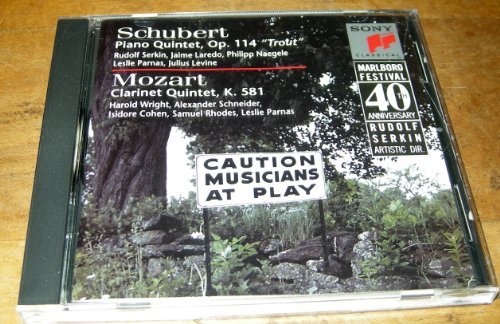 Schubert
Piano Quintet, Op. 114 "Trout"
Rudolf Serkin, Jaime Laredo, Philipp Naegele
Leslie Parnas, Julius Levine
Mozart
Clarinet Quintet, K. 581
Harold Wright, Alexander Schneider,
Isidore Cohen, Samuel Rhodes, Leslie Parnas
SONY
CLASSICAL
MARLBORO
FESTIVAL
40
ANNIVERSARY
RUDOLF
SERKIN
ARTISTIC DIR.
CAUTION
MUSICIANS
AT PLAY